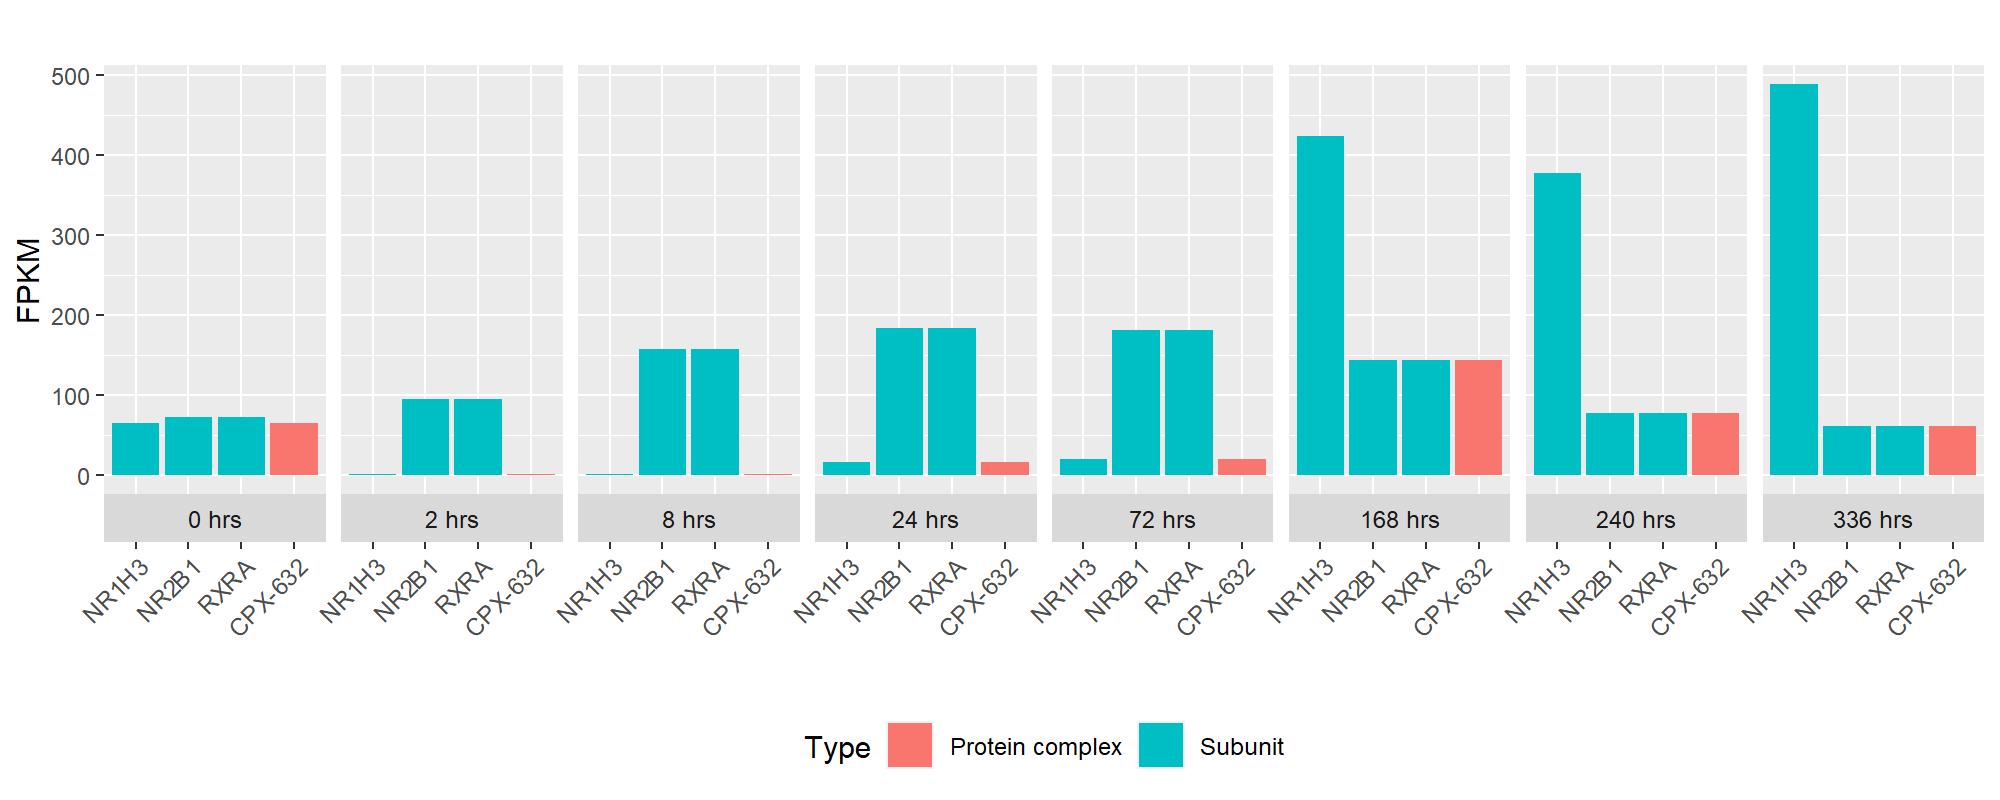 FPKM
500
400
300
200
100
0
0 hrs 2 hrs 8 hrs 24 hrs 72 hrs 168 hrs 240 hrs 336 hrs
NR1H3 NR2B1 RXRA CPX-632 NR1H3 NR2B1 RXRA CPX-632 NR1H3 NR2B1 RXRA CPX-632 NR1H3 NR2B1 RXRA CPX-632 NR1H3 NR2B1 RXRA CPX-632 NR1H3 NR2B1 RXRA CPX-632 NR1H3 NR2B1 RXRA CPX-632 NR1H3 NR2B1 RXRA CPX-632
Type Protein complex Subunit